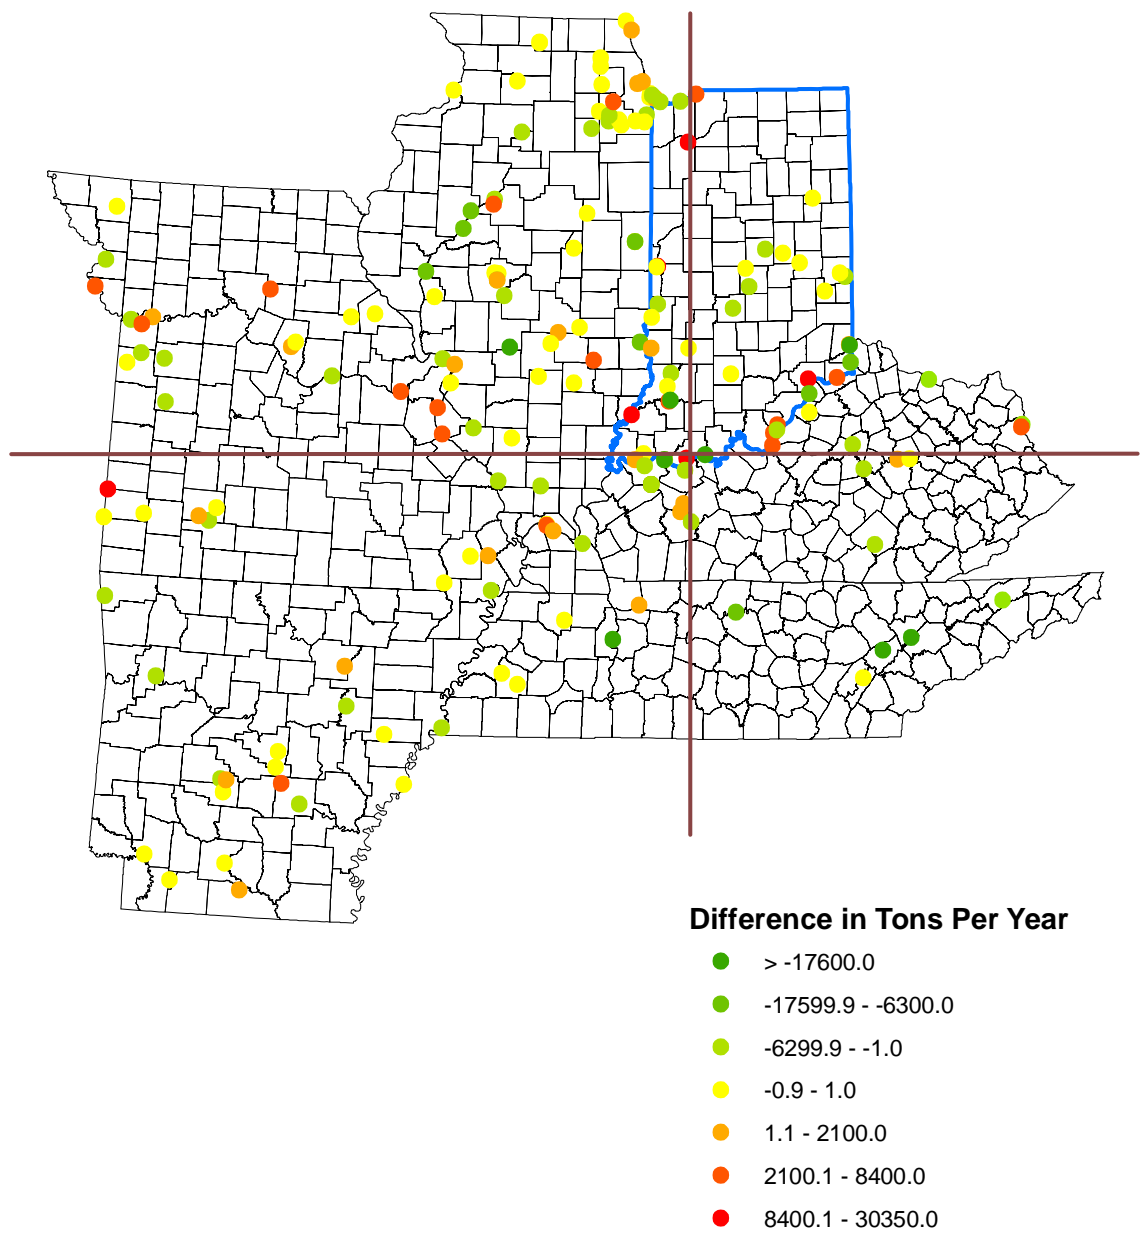 Difference in Tons Per Year
> -17600.0
-17599.9 - -6300.0
-6299.9 - -1.0
-0.9 - 1.0
1.1 - 2100.0
2100.1 - 8400.0
8400.1 - 30350.0